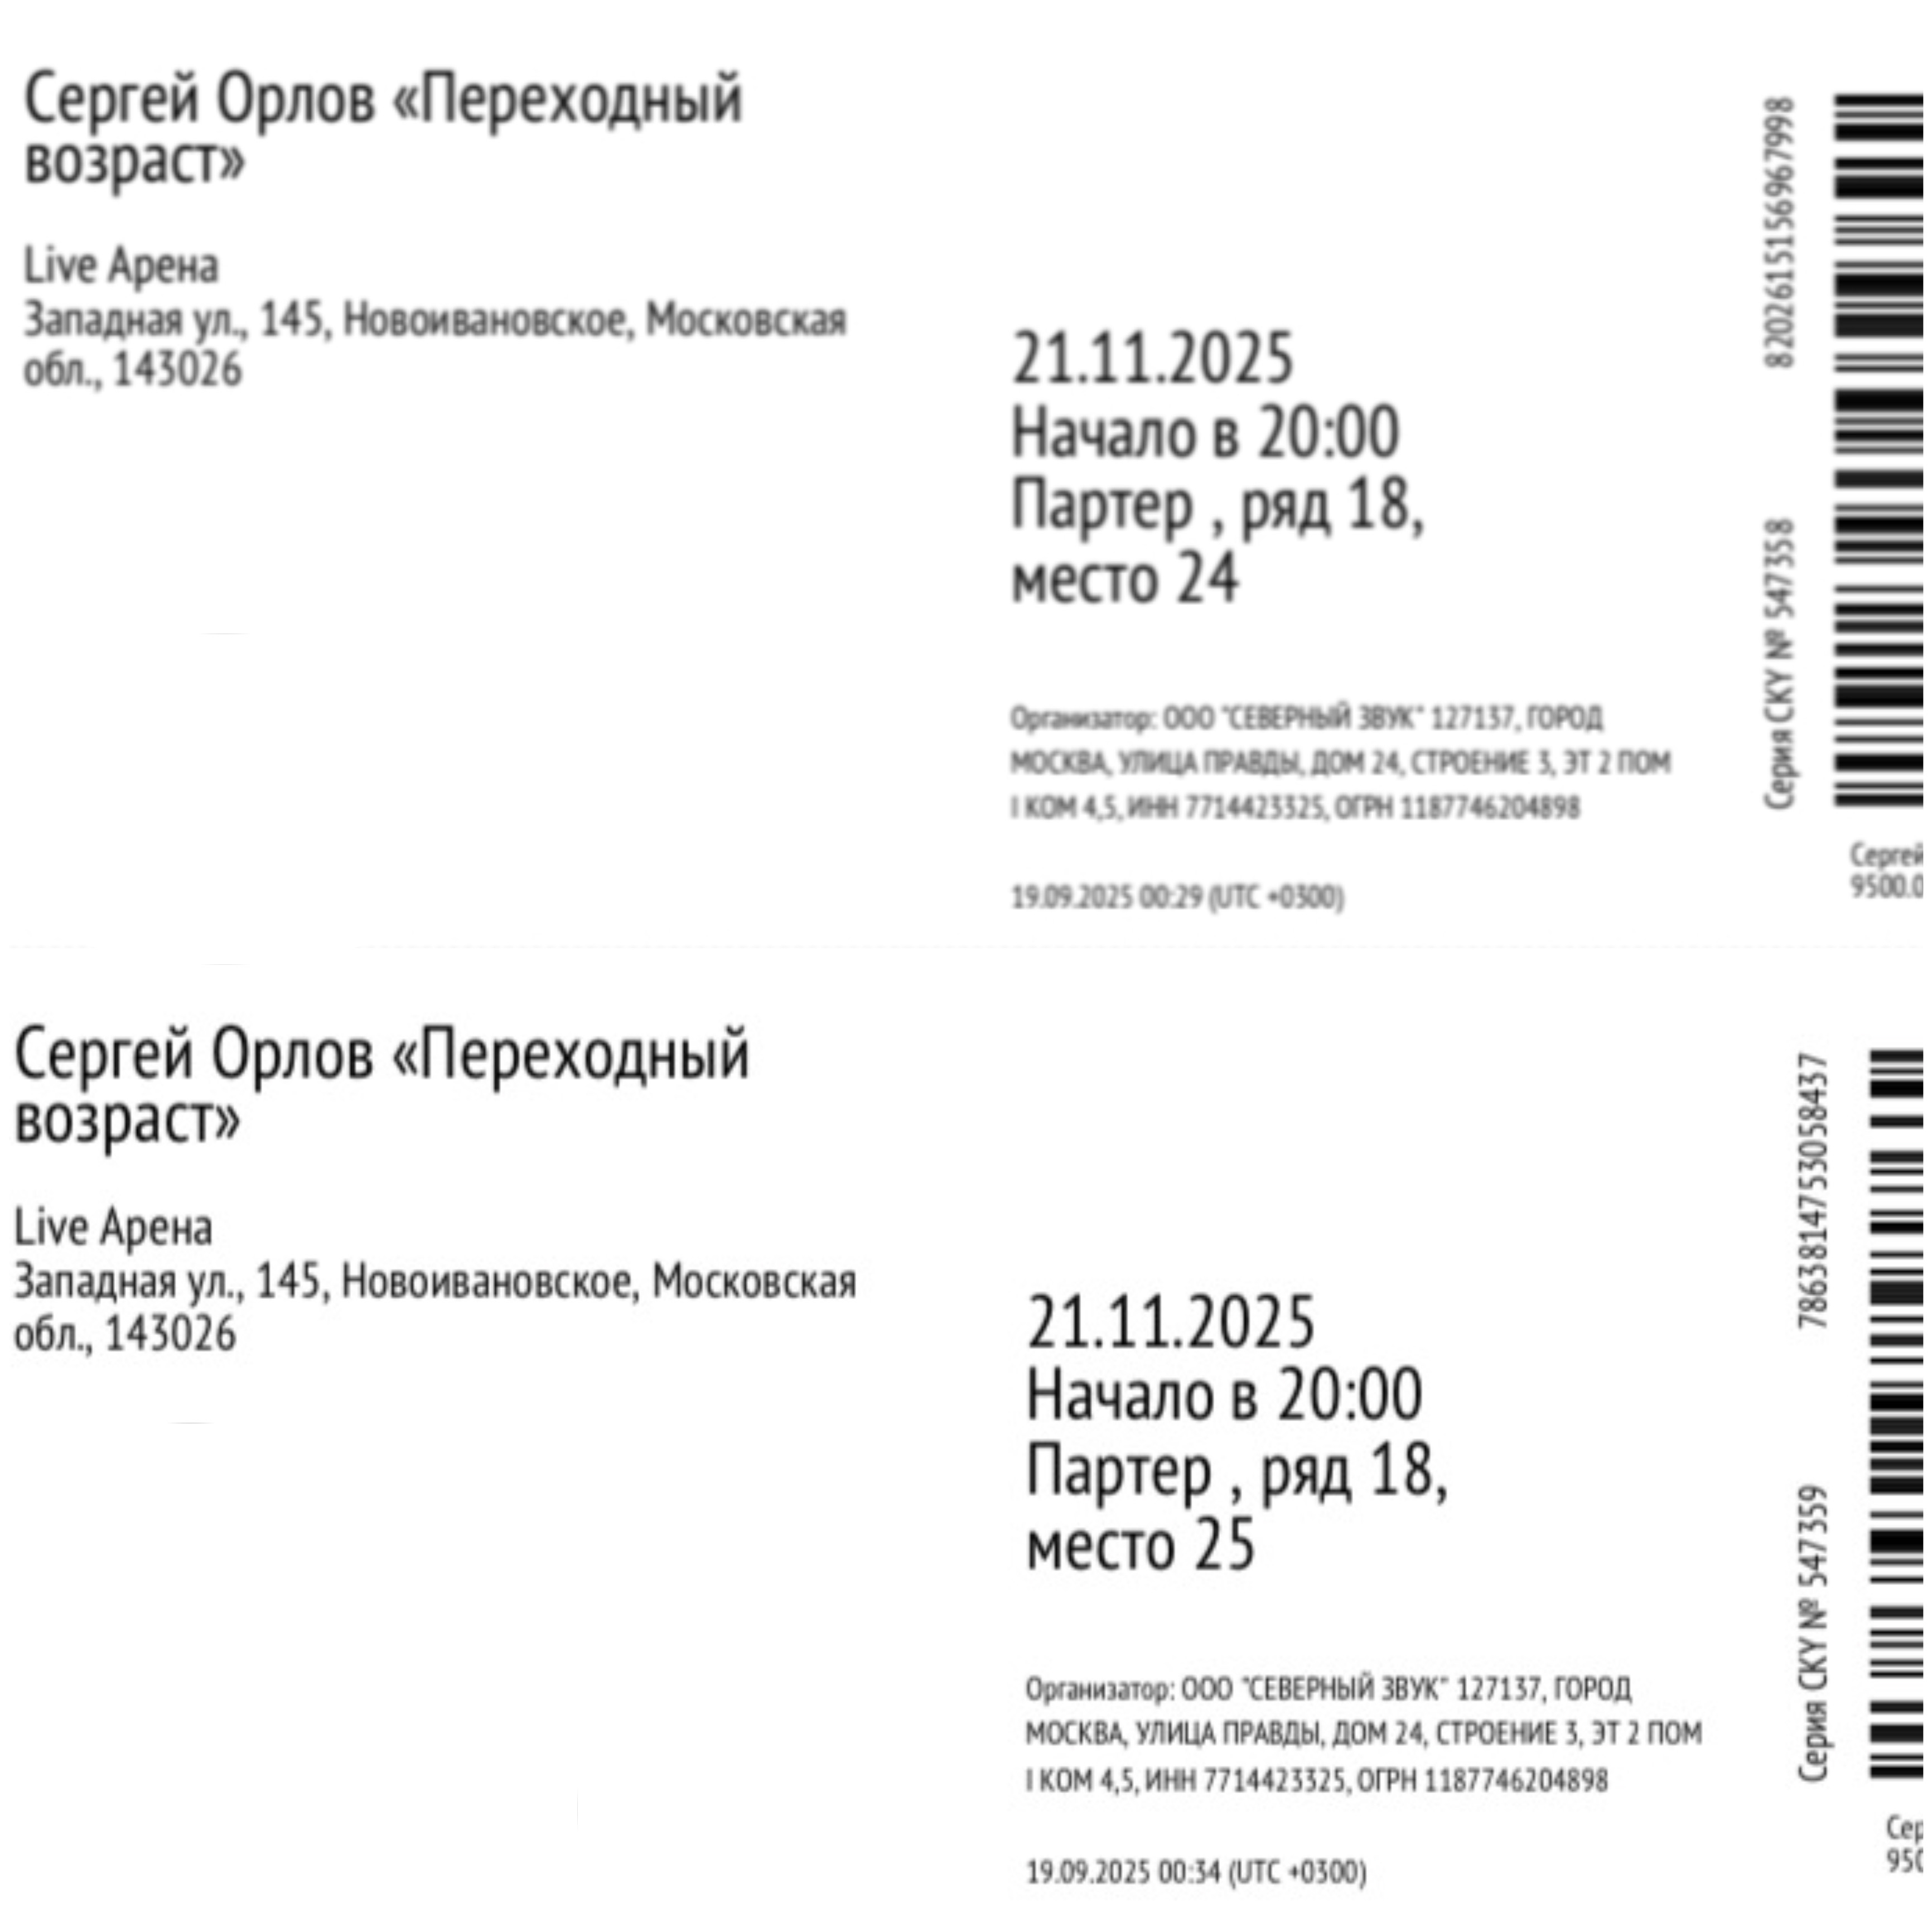 Сергей Орлов «Переходный
возраст»
Live Арена
Западная ул., 145, Новоивановское, Московская
обл., 143026
21.11.2025
Начало в 20:00
Партер , ряд 18,
место 24
Организатор: ООО "СЕВЕРНЫЙ ЗВУК" 127137, ГОРОД
МОСКВА, УЛИЦА ПРАВДЫ, ДОМ 24, СТРОЕНИЕ 3, ЭТ 2 ПОМ
I КОМ 4,5, ИНН 7714423325, ОГРН 1187746204898
19.09.2025 00:29 (UTC +0300)
Серия СКУ № 547358
8202615156967998
Сергей
9500.0
Сергей Орлов «Переходный
возраст»
Live Арена
Западная ул., 145, Новоивановское, Московская
обл., 143026
21.11.2025
Начало в 20:00
Партер , ряд 18,
место 25
Организатор: ООО "СЕВЕРНЫЙ ЗВУК" 127137, ГОРОД
МОСКВА, УЛИЦА ПРАВДЫ, ДОМ 24, СТРОЕНИЕ 3, ЭТ 2 ПОМ
I КОМ 4,5, ИНН 7714423325, ОГРН 1187746204898
19.09.2025 00:34 (UTC +0300)
Серия СКУ № 547359
7863814753058437
Сер
950